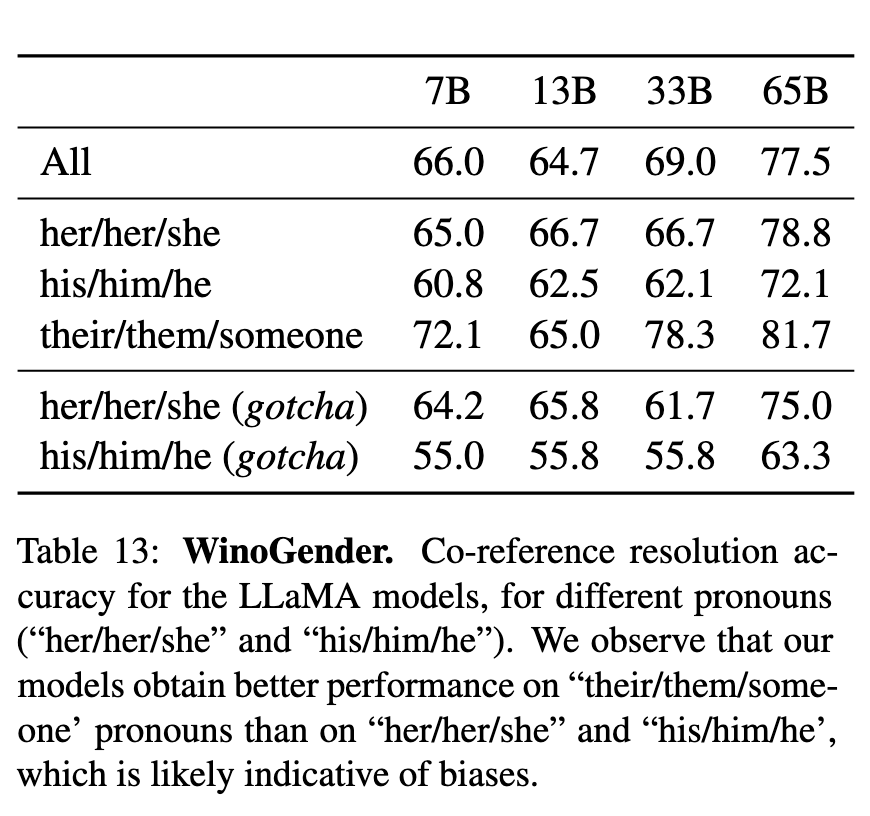 7B 13B 33B 65B
All 66.0 64.7 69.0 77.5
her/her/she 65.0 66.7 66.7 78.8
his/him/he 60.8 62.5 62.1 72.1
their/them/someone 72.1 65.0 78.3 81.7
her/her/she (gotcha) 64.2 65.8 61.7 75.0
his/him/he (gotcha) 55.0 55.8 55.8 63.3
Table 13: WinoGender. Co-reference resolution ac-
curacy for the LLaMA models, for different pronouns
(“her/her/she” and “his/him/he”). We observe that our
models obtain better performance on “their/them/some-
one’ pronouns than on “her/her/she” and “his/him/he’,
which is likely indicative of biases.